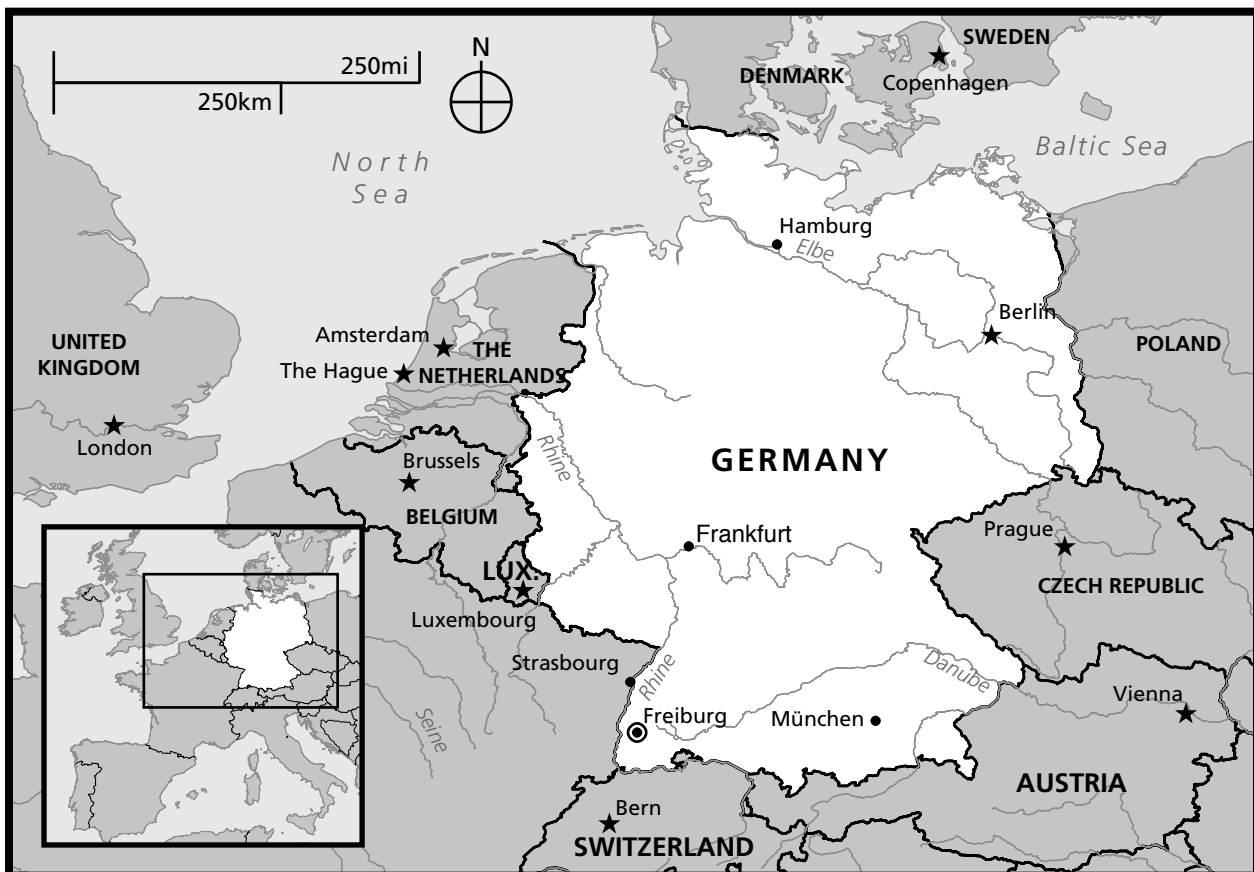 250mi
250km
N
SWEDEN
DENMARK
Copenhagen
North
Sea
Baltic Sea
Hamburg
Elbe
Berlin
UNITED
KINGDOM
Amsterdam
THE
NETHERLANDS
The Hague
POLAND
London
Rhine
Brussels
GERMANY
BELGIUM
Frankfurt
Prague
LUX.
CZECH REPUBLIC
Luxembourg
Strasbourg
Rhine
Danube
Vienna
Seine
Freiburg
München
AUSTRIA
Bern
SWITZERLAND